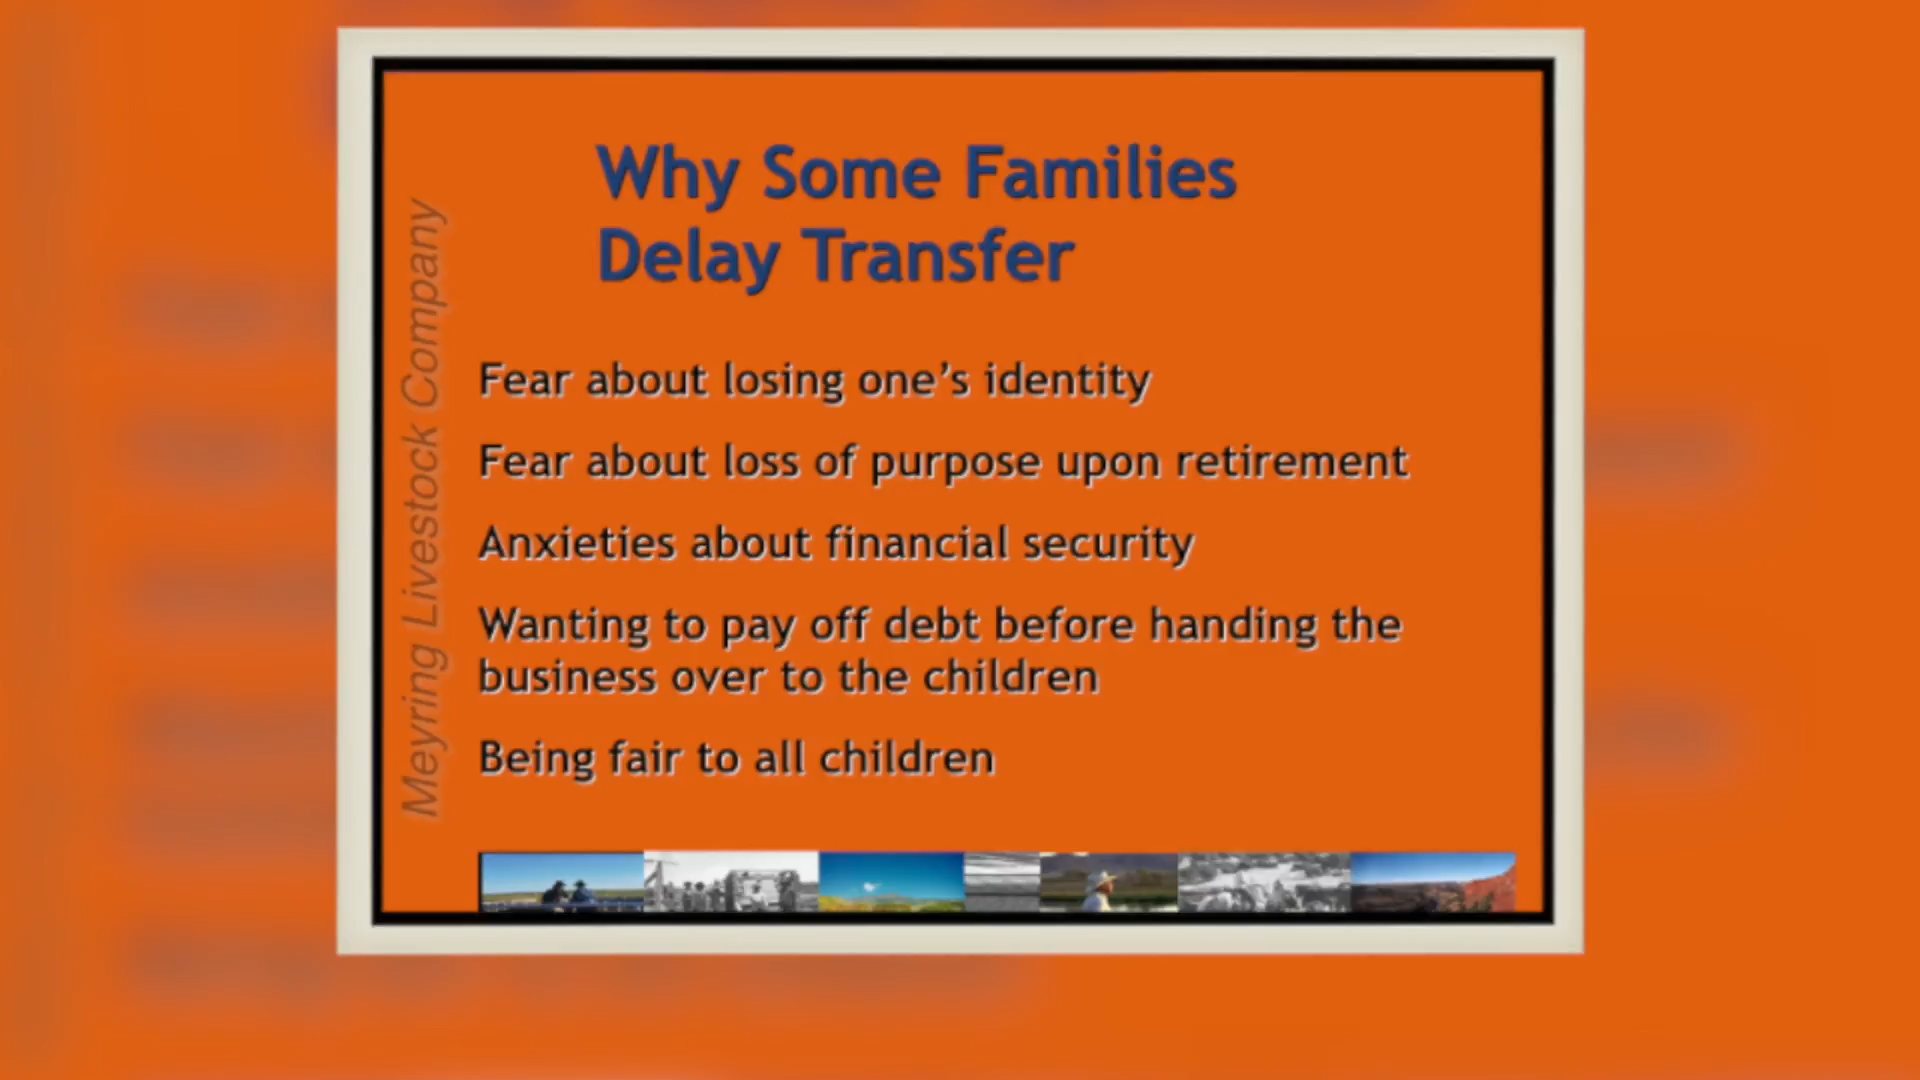 Why Some Families
Delay Transfer
Meyring Livestock Company
Fear about losing one’s identity
Fear about loss of purpose upon retirement
Anxieties about financial security
Wanting to pay off debt before handing the
business over to the children
Being fair to all children